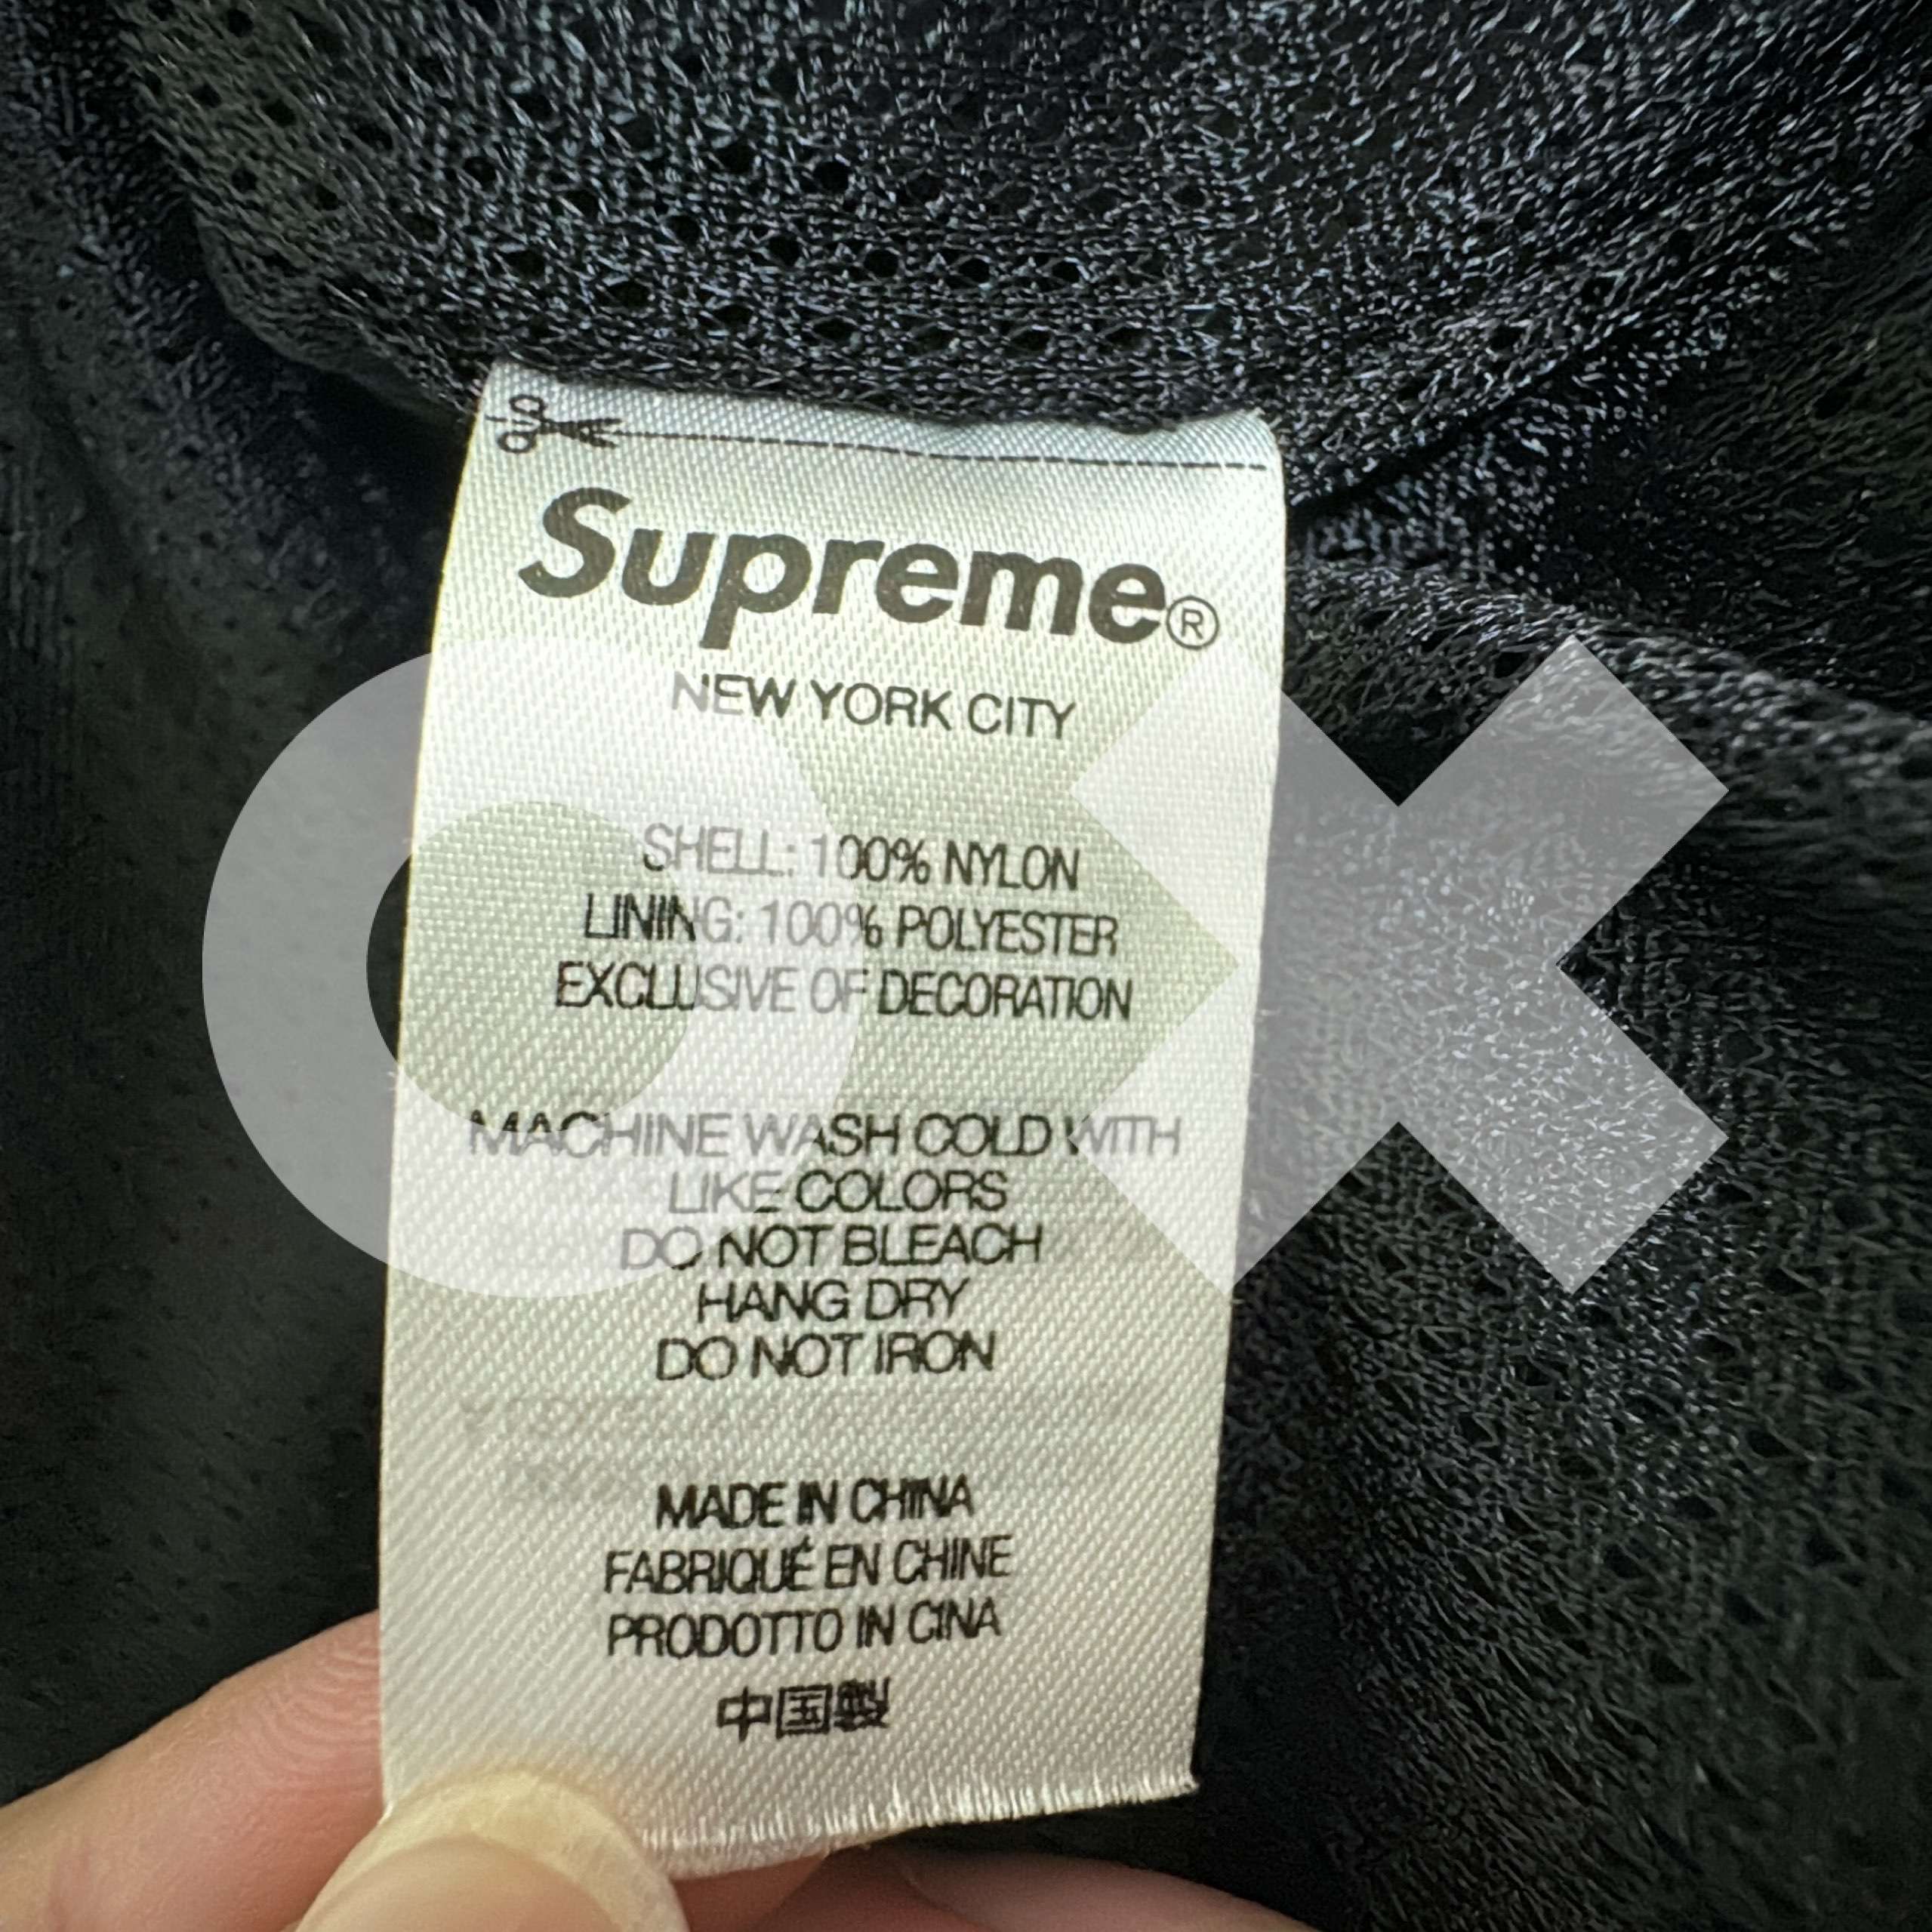 Supreme®
NEW YORK CITY
SHELL: 100% NYLON
LINING: 100% POLYESTER
EXCLUSIVE OF DECORATION
MACHINE WASH COLD WITH
LIKE COLORS
DO NOT BLEACH
HANG DRY
DO NOT IRON
MADE IN CHINA
FABRIQUÉ EN CHINE
PRODOTTO IN CINA
中国製